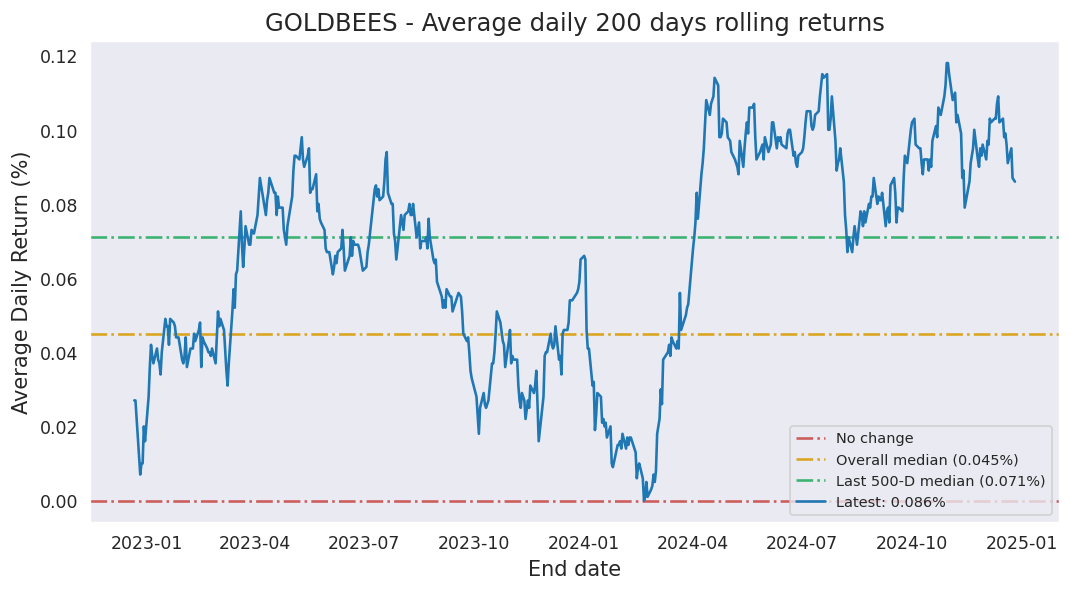 GOLDBEES - Average daily 200 days rolling returns
Average Daily Return (%)
0.12
0.10
0.08
0.06
0.04
0.02
0.00
No change
Overall median (0.045%)
Last 500-D median (0.071%)
Latest: 0.086%
2023-01 2023-04 2023-07 2023-10 2024-01 2024-04 2024-07 2024-10 2025-01
End date